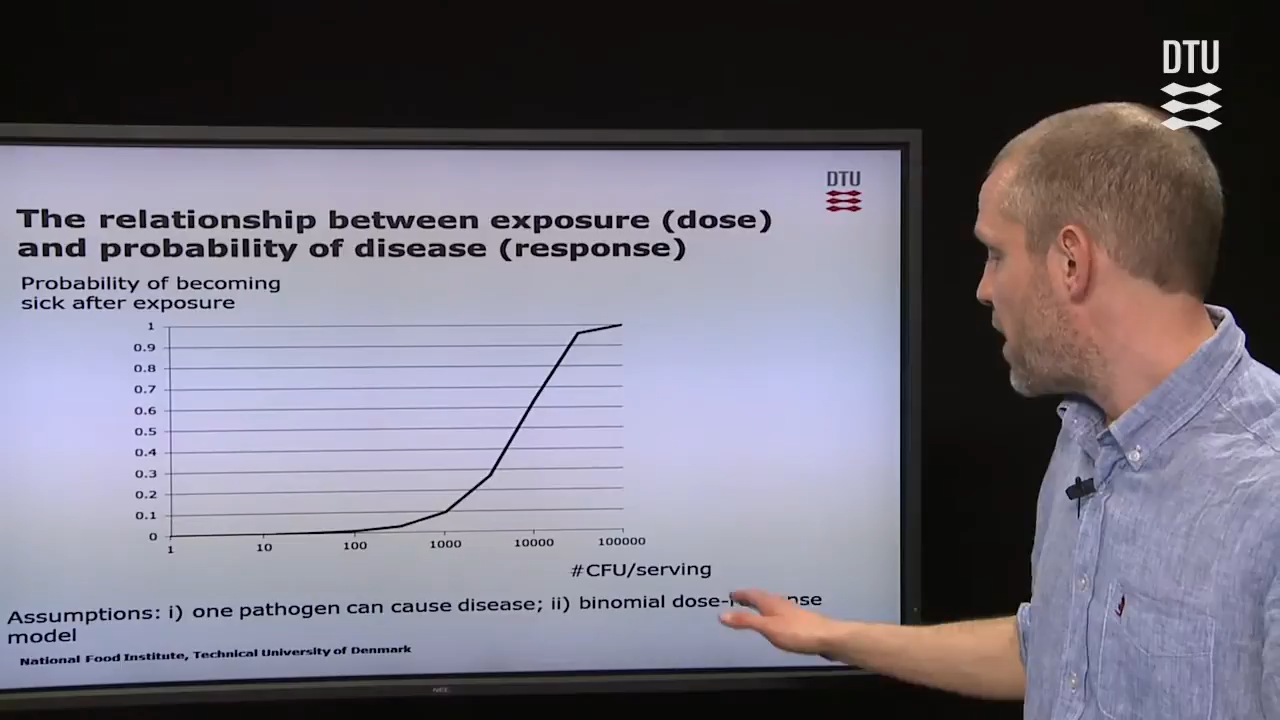 DTU
DTU
The relationship between exposure (dose)
and probability of disease (response)
Probability of becoming
sick after exposure
1
0.9
0.8
0.7
0.6
0.5
0.4
0.3
0.2
0.1
0
1 10 100 1000 10000 100000
#CFU/serving
Assumptions: i) one pathogen can cause disease; ii) binomial
model
National Food Institute, Technical University of Denmark
NEC